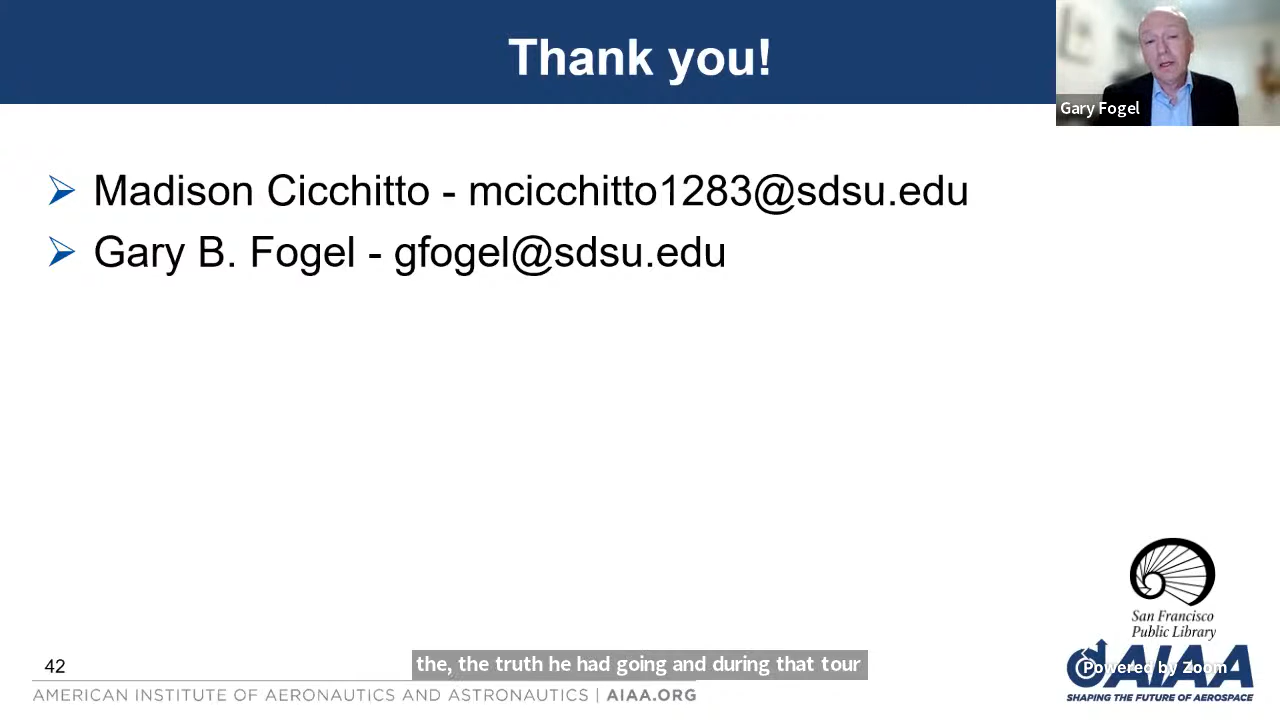 Thank you!
Gary Fogel
Madison Cicchitto - mcicchitto1283@sdsu.edu
Gary B. Fogel - gfogel@sdsu.edu
San Francisco
Public Library
the, the truth he had going and during that tour
42
AIAA
Powered by Zoom
SHAPING THE FUTURE OF AEROSPACE
AMERICAN INSTITUTE OF AERONAUTICS AND ASTRONAUTICS | AIAA.ORG